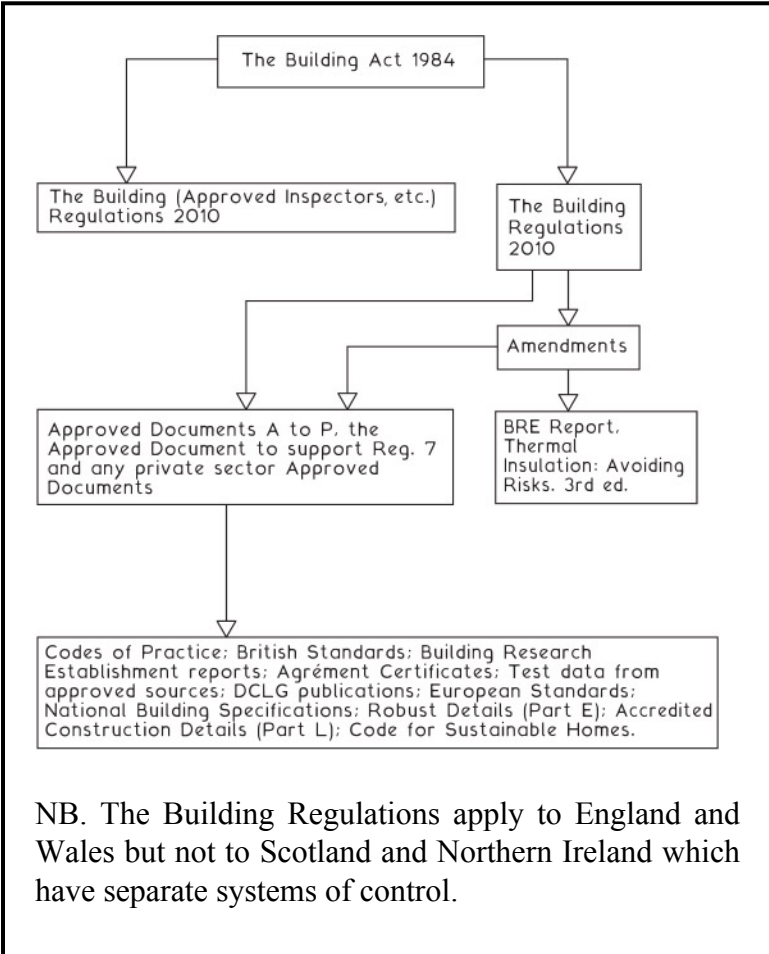 The Building Act 1984
The Building (Approved Inspectors, etc.)
Regulations 2010
The Building
Regulations
2010
Amendments
Approved Documents A to P, the
Approved Document to support Reg. 7
and any private sector Approved
Documents
BRE Report,
Thermal
Insulation: Avoiding
Risks. 3rd ed.
Codes of Practice; British Standards; Building Research
Establishment reports; Agrément Certificates; Test data from
approved sources; DCLG publications; European Standards;
National Building Specifications; Robust Details (Part E); Accredited
Construction Details (Part L); Code for Sustainable Homes.
NB. The Building Regulations apply to England and
Wales but not to Scotland and Northern Ireland which
have separate systems of control.